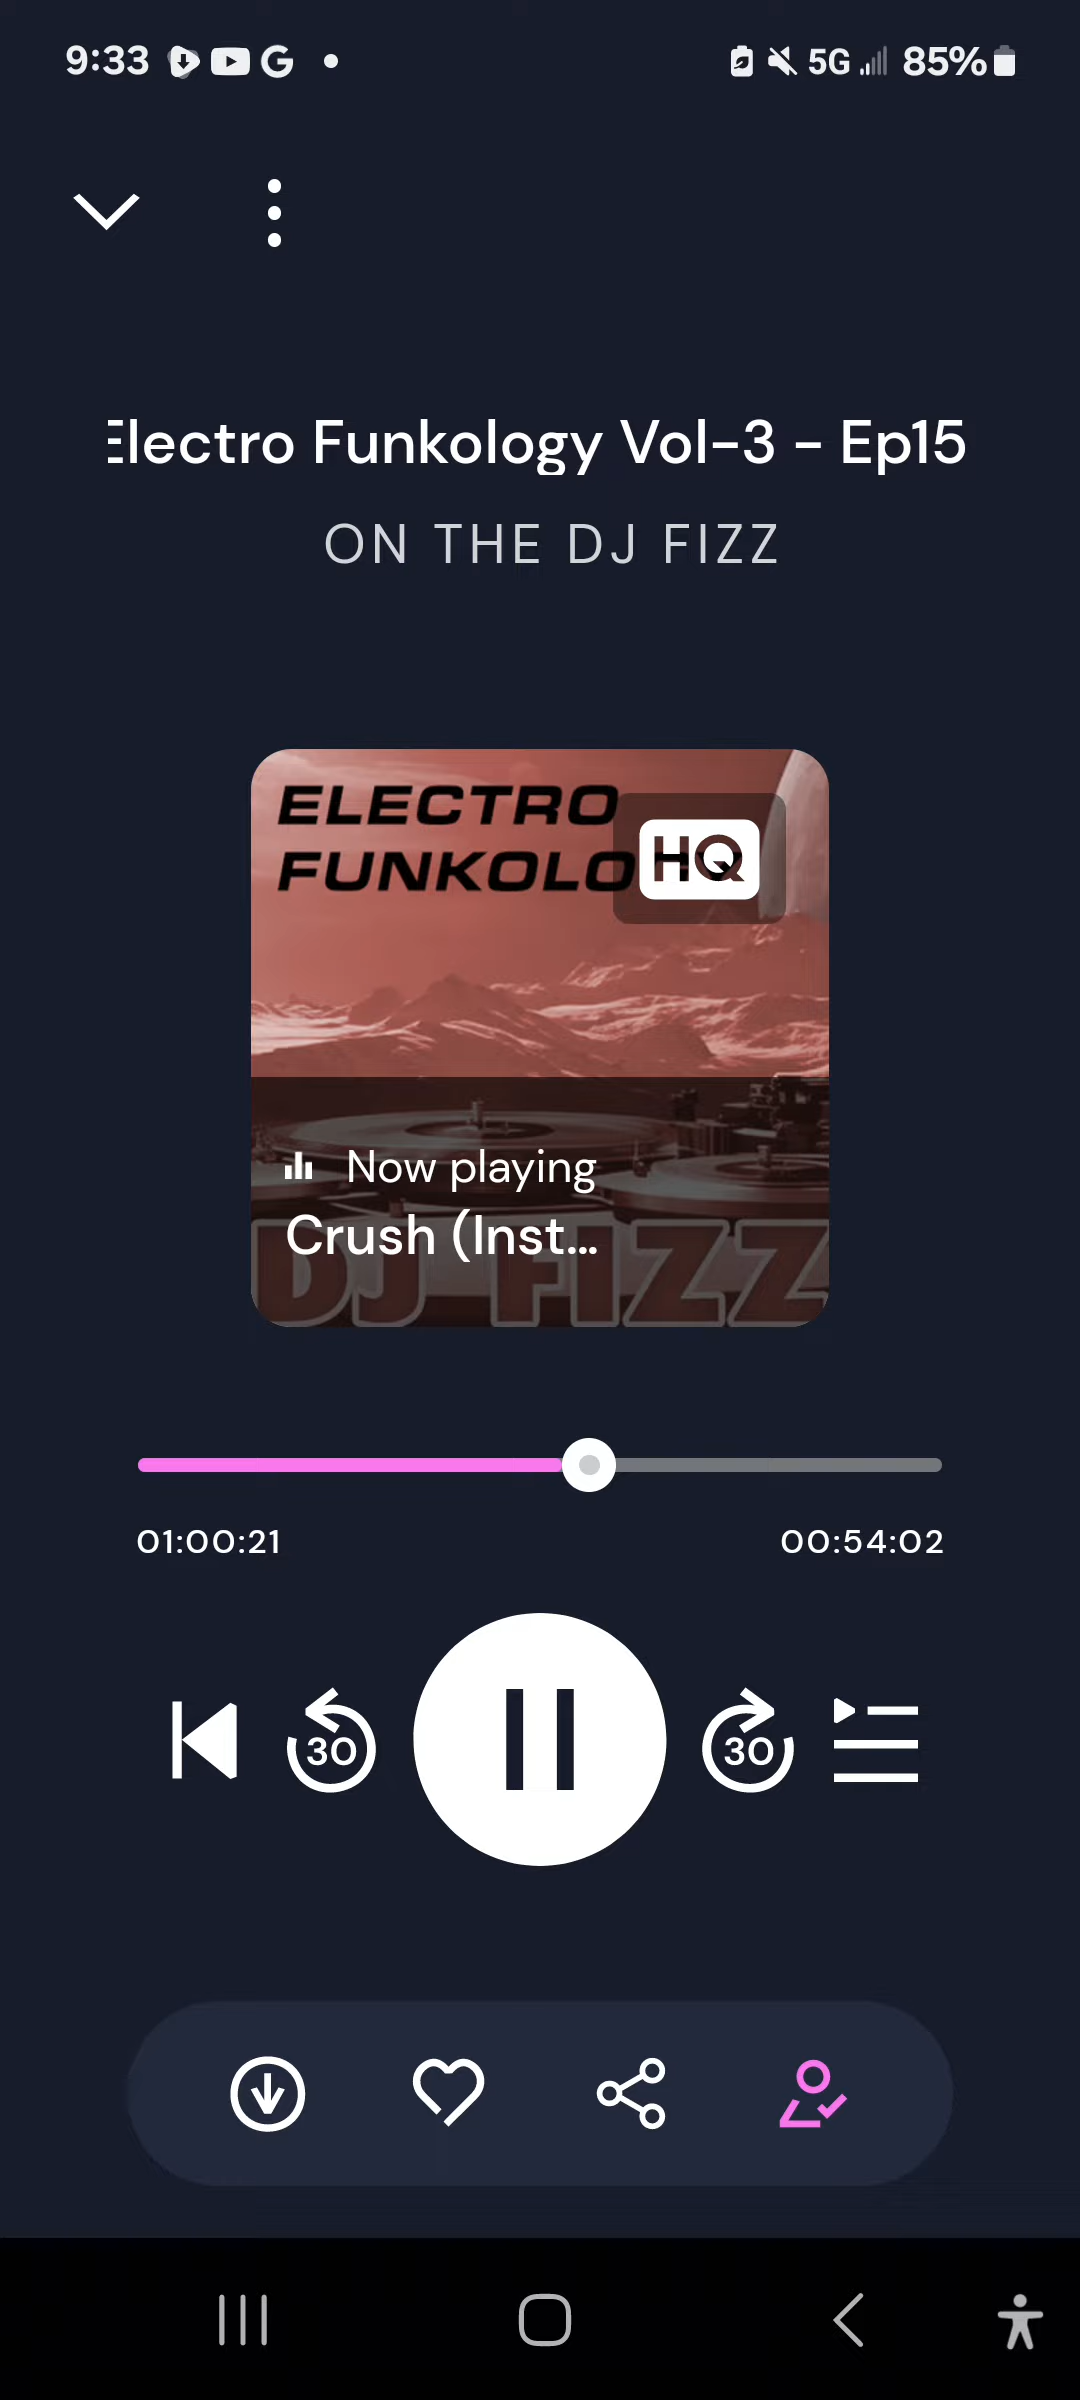 9:33
5G 85%
Electro Funkology Vol-3 - Ep15
ON THE DJ FIZZ
ELECTRO
FUNKOLO
HQ
Now playing
Crush (Inst...
DJ FIZZ
01:00:21 00:54:02
30 30